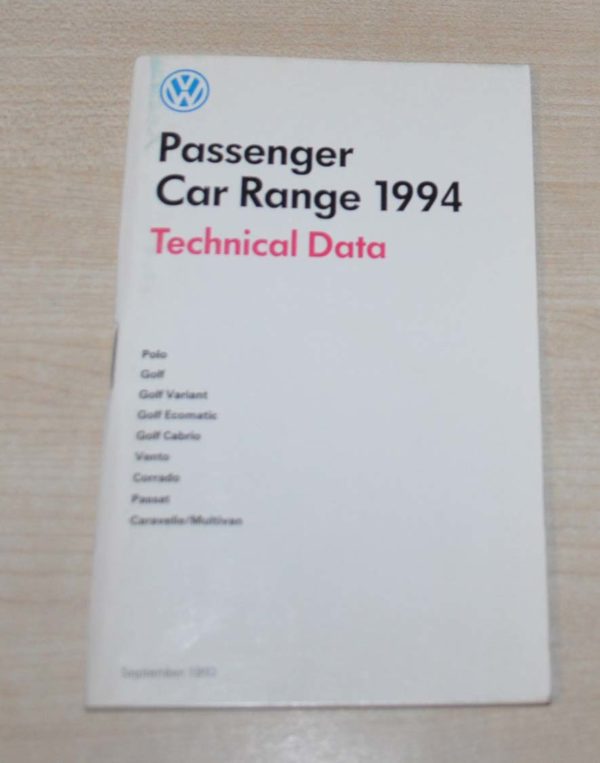 Passenger
Car Range 1994
Technical Data
Polo
Golf
Golf Variant
Golf Ecomatic
Golf Cabrio
Vento
Corrado
Passat
Caravelle/Multivan
September